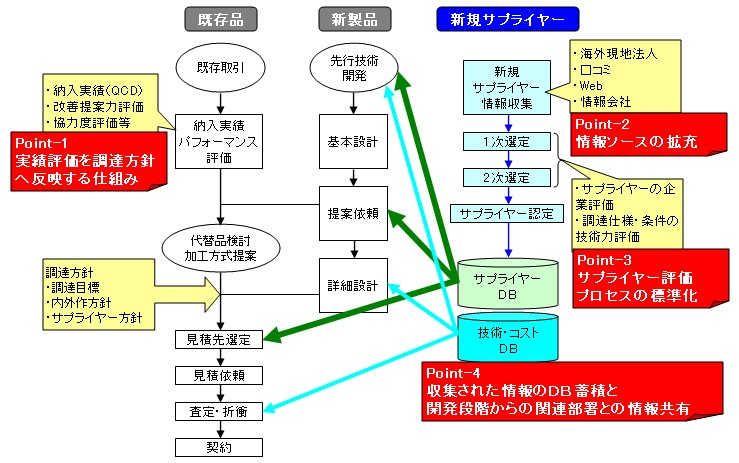 既存品
新製品
新規サプライヤー
既存取引
・納入実績(QCD)
・改善提案力評価
・協力度評価等
Point-1
実績評価を調達方針
へ反映する仕組み
納入実績
パフォーマンス
評価
代替品検討
加工方式提案
調達方針
・調達目標
・内外作方針
・サプライヤー方針
見積先選定
見積依頼
査定・折衡
契約
先行技術
開発
基本設計
提案依頼
詳細設計
新規
サプライヤー
情報収集
・海外現地法人
・口コミ
・Web
・情報会社
Point-2
情報ソースの拡充
1次選定
2次選定
サプライヤー認定
・サプライヤーの企
業評価
・調達仕様・条件の
技術力評価
Point-3
サプライヤー評価
プロセスの標準化
サプライヤー
DB
技術・コスト
DB
Point-4
収集された情報のDB蓄積と
開発段階からの関連部署との情報共有